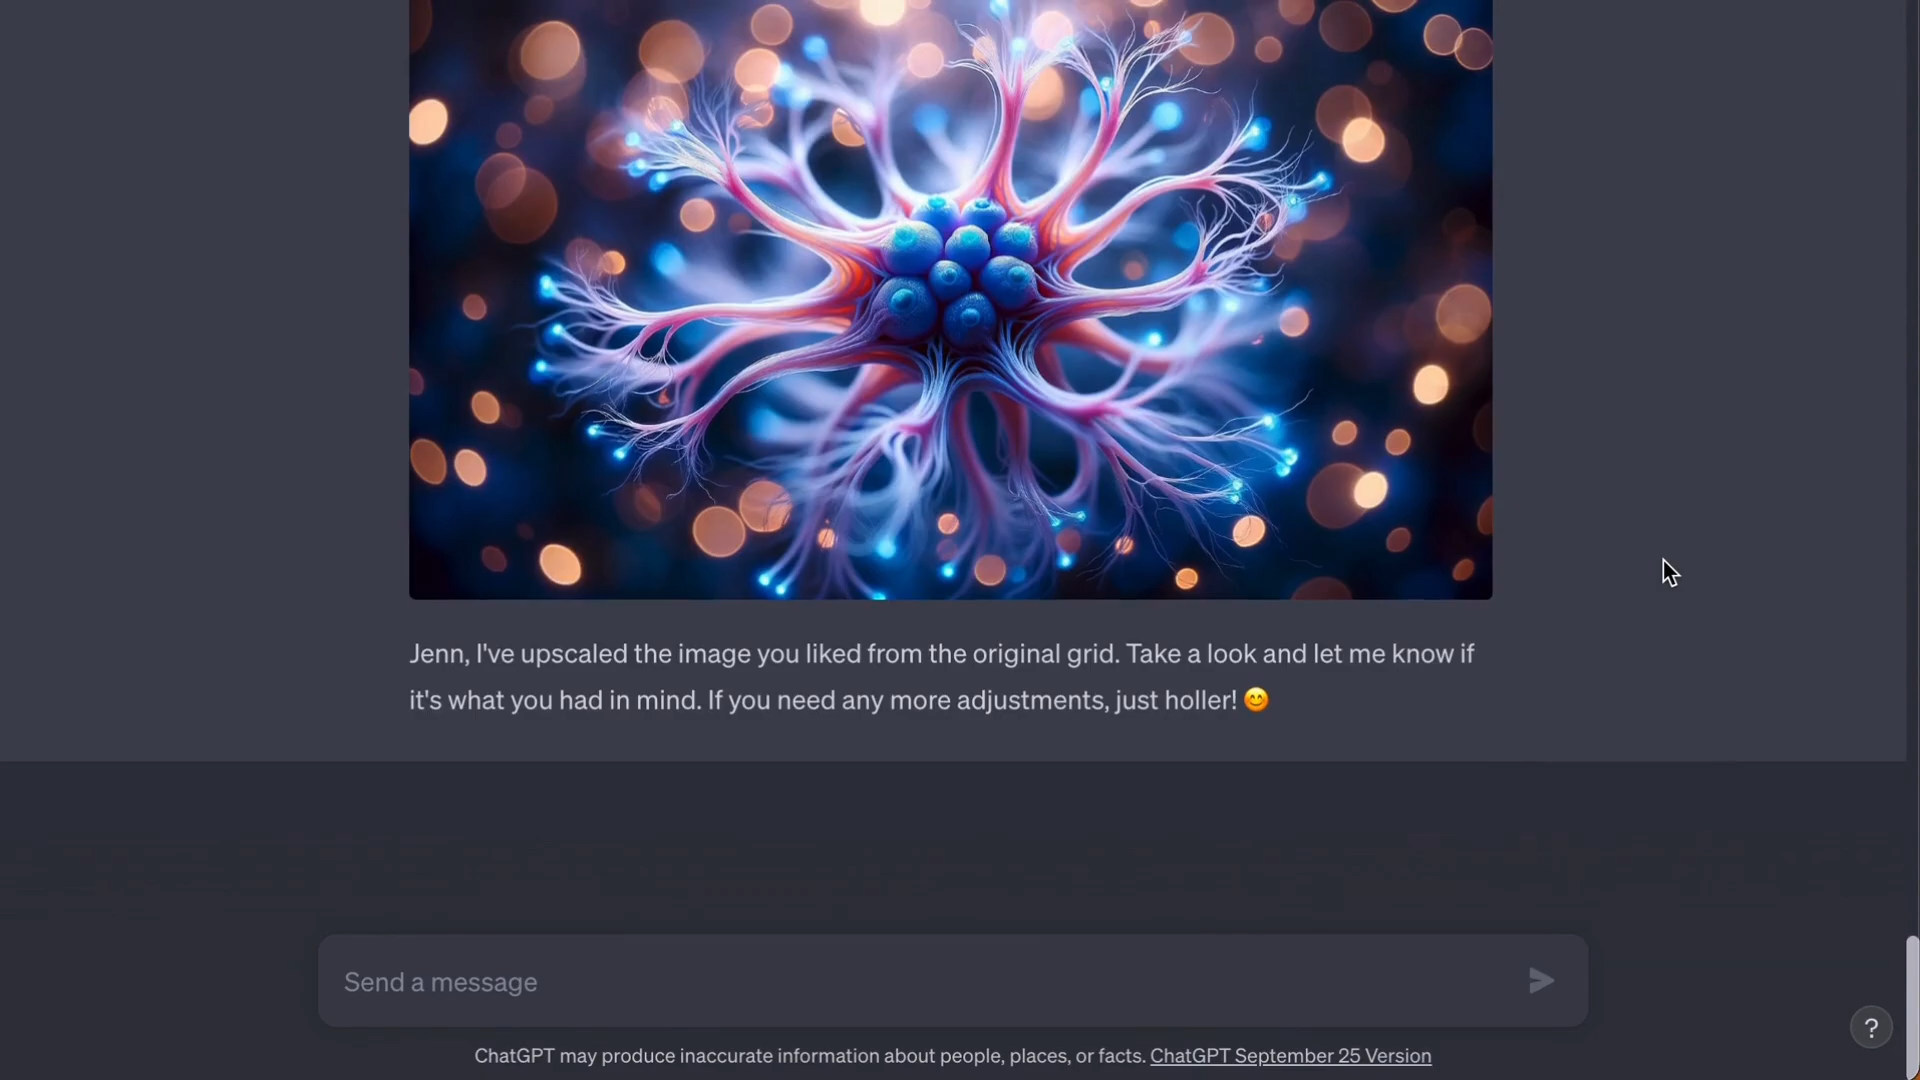 Jenn, I've upscaled the image you liked from the original grid. Take a look and let me know if
it's what you had in mind. If you need any more adjustments, just holler! 😊
Send a message
?
ChatGPT may produce inaccurate information about people, places, or facts. ChatGPT September 25 Version